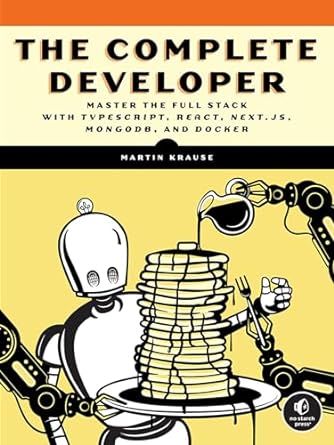 THE COMPLETE
DEVELOPER
MASTER THE FULL STACK
WITH TYPESCRIPT, REACT, NEXT.JS,
MONGODB, AND DOCKER
MARTIN KRAUSE
no starch
press®